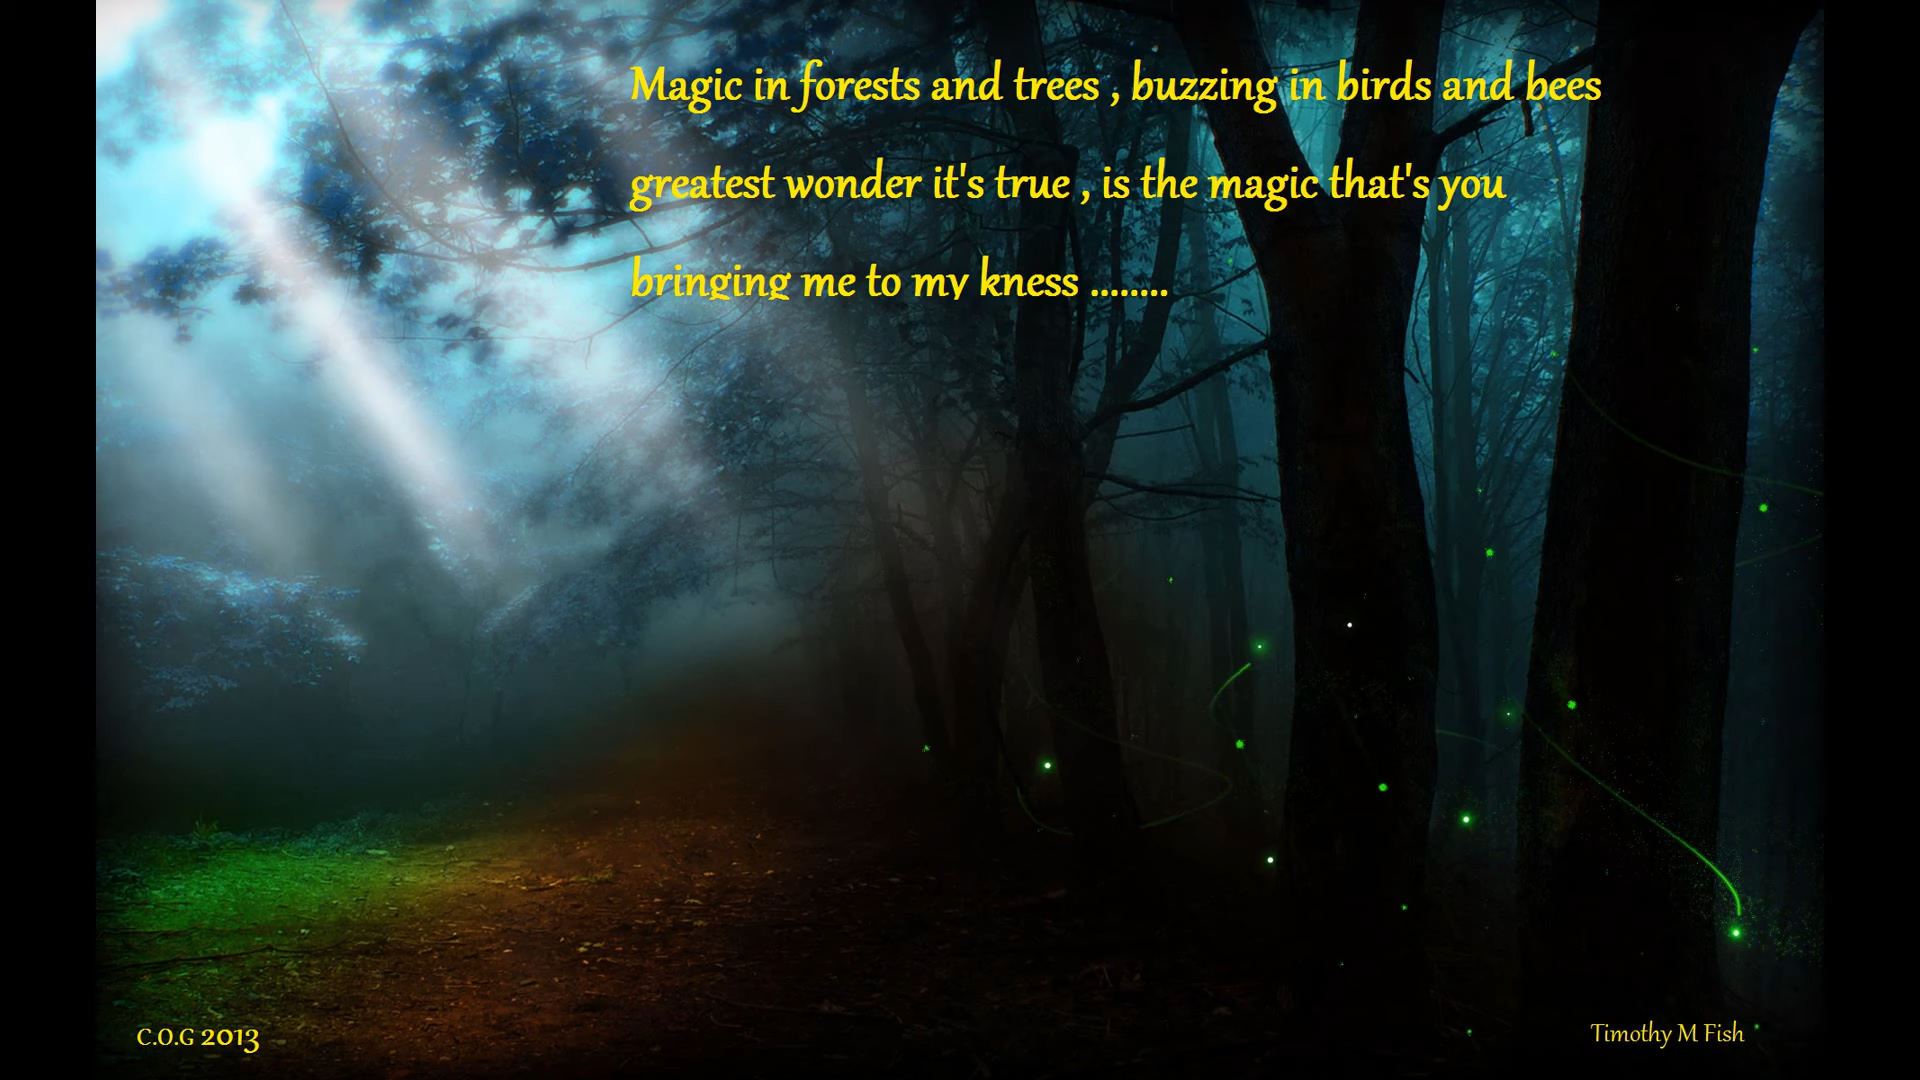 Magic in forests and trees , buzzing in birds and bees
greatest wonder it's true , is the magic that's you
bringing me to my kness ........
C.O.G 2013
Timothy M Fish